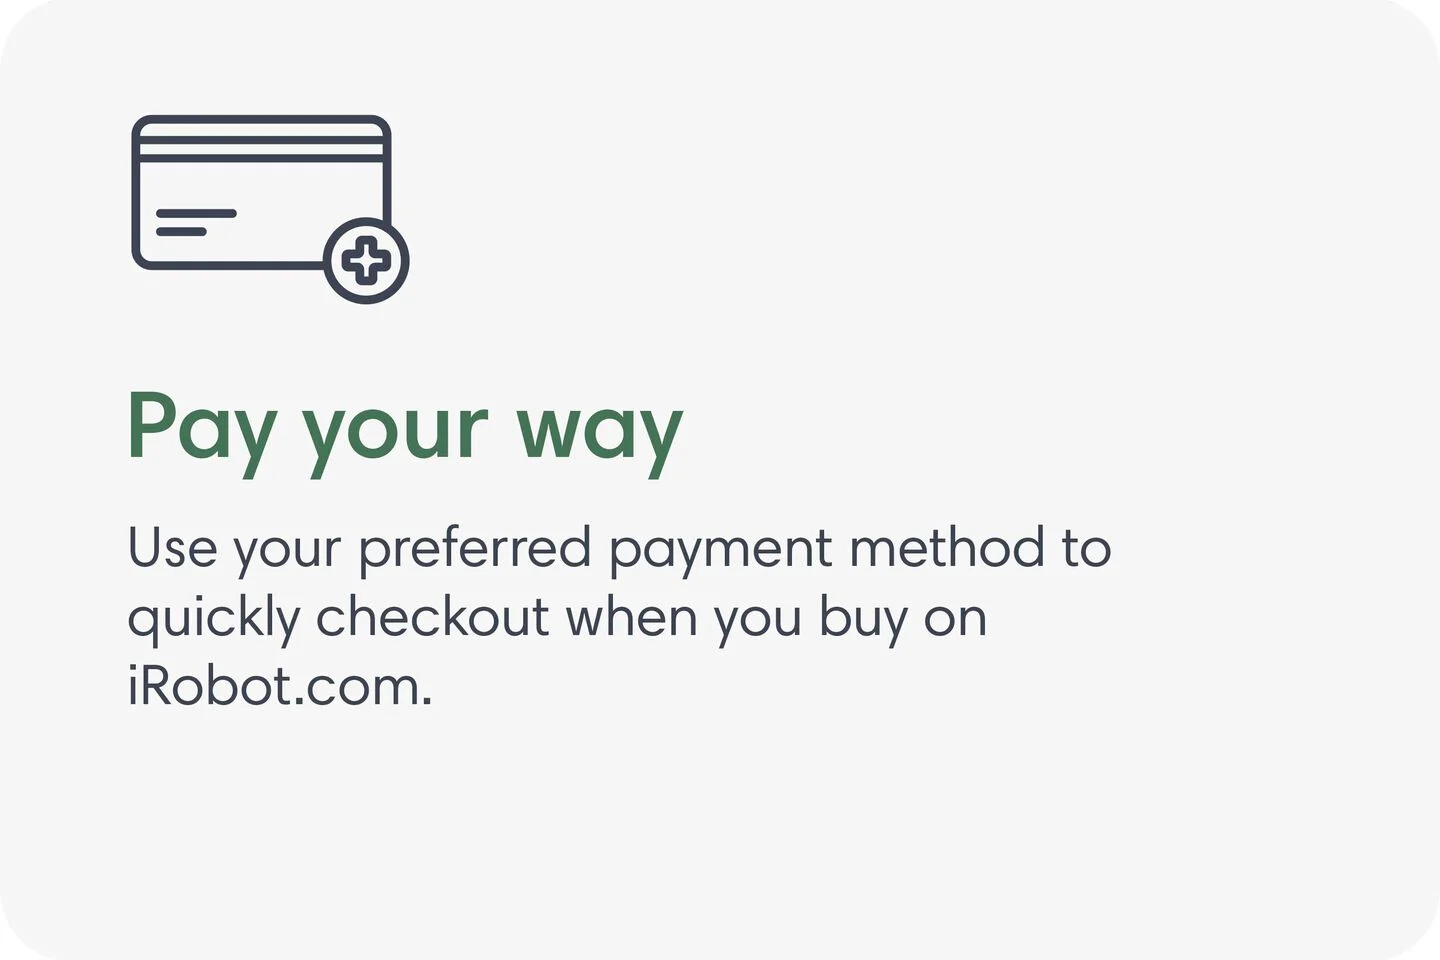 Pay your way
Use your preferred payment method to
quickly checkout when you buy on
iRobot.com.